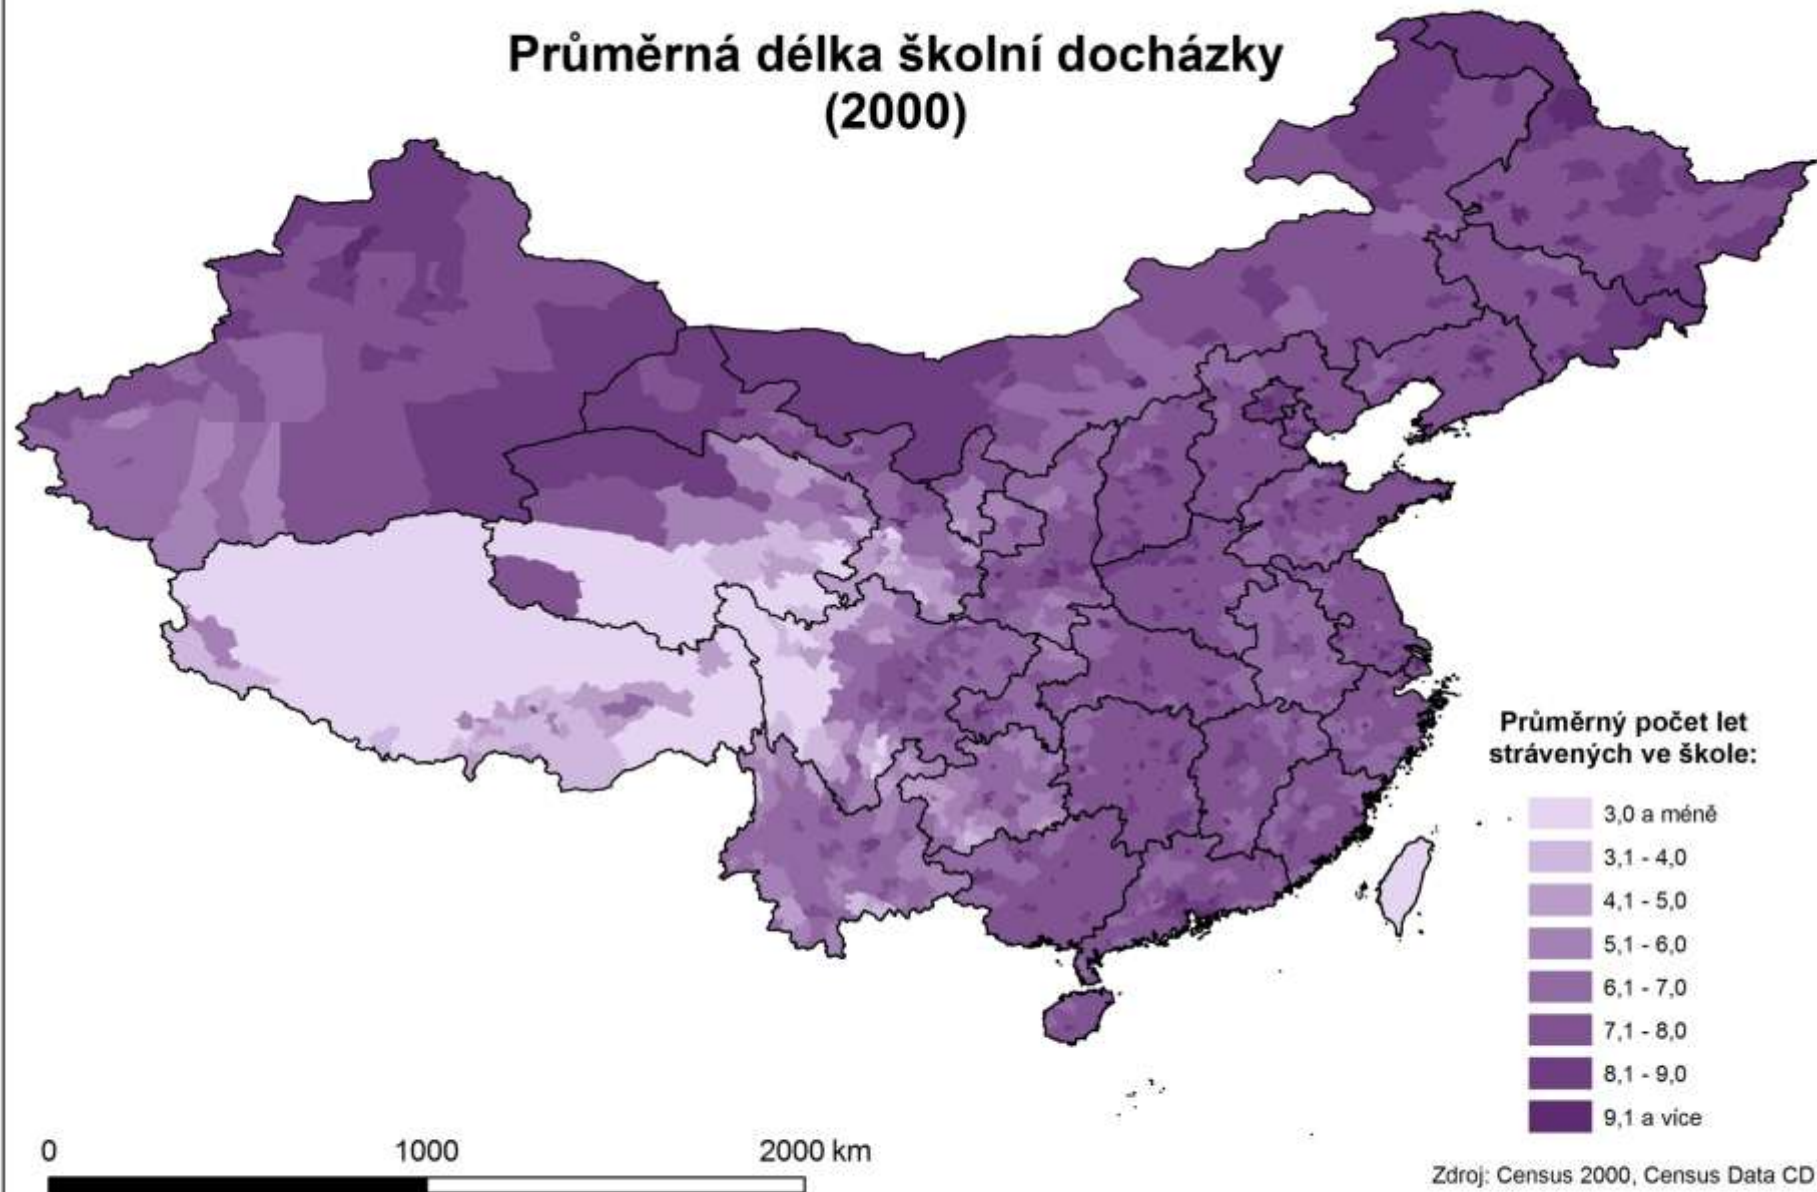 Průměrná délka školní docházky
(2000)
Průměrný počet let
strávených ve škole:
3,0 a méně
3,1 - 4,0
4,1 - 5,0
5,1 - 6,0
6,1 - 7,0
7,1 - 8,0
8,1 - 9,0
9,1 a více
0 1000 2000 km
Zdroj: Census 2000, Census Data CD